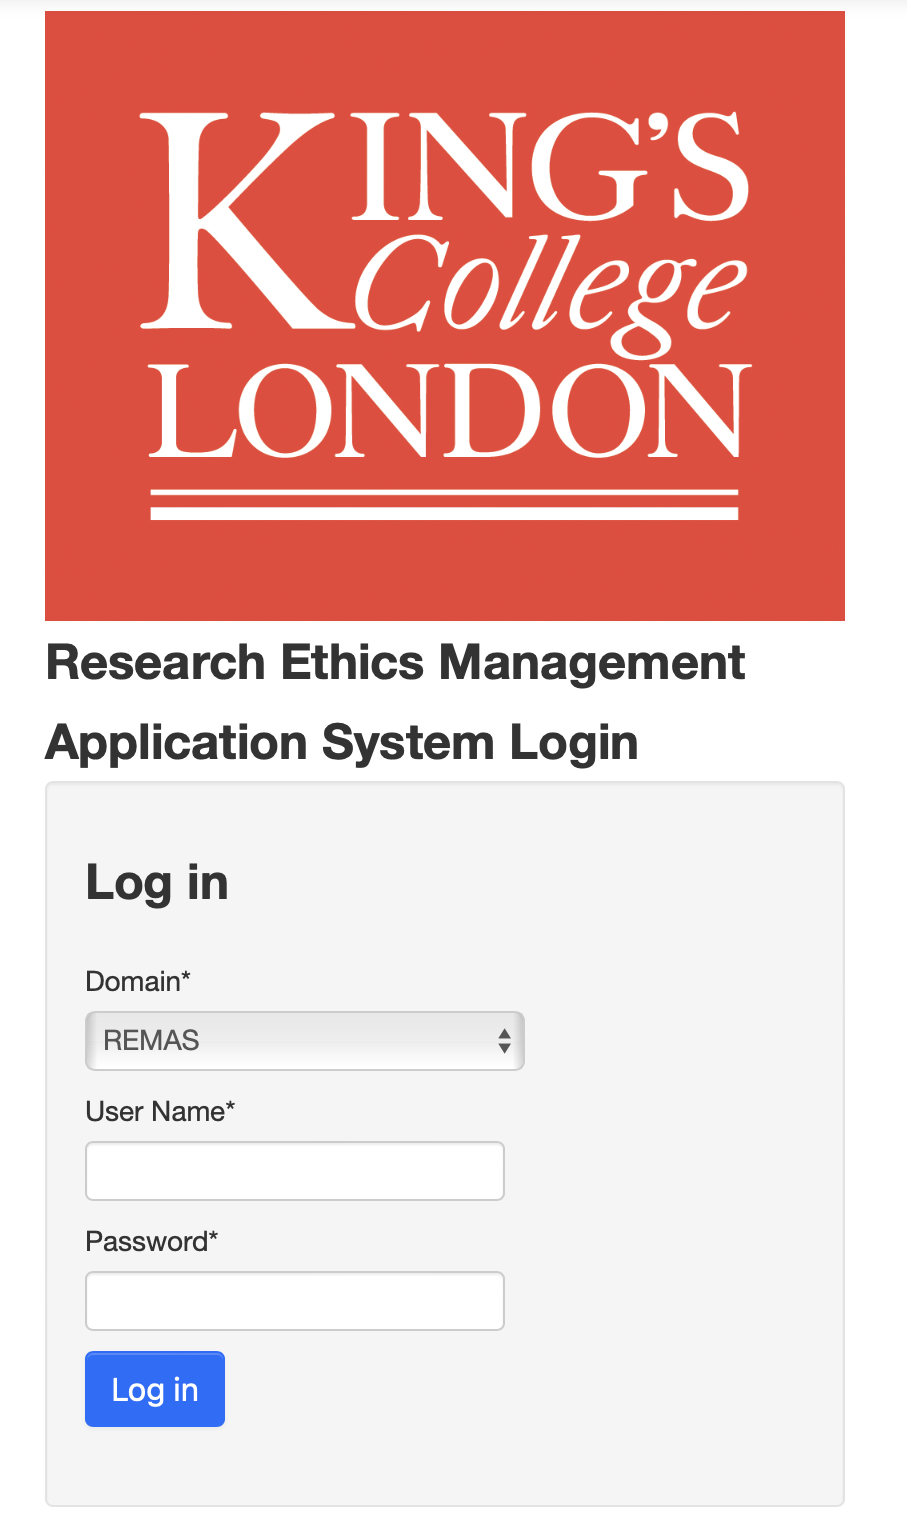 KING'S
College
LONDON
Research Ethics Management
Application System Login
Log in
Domain*
REMAS
User Name*
Password*
Log in